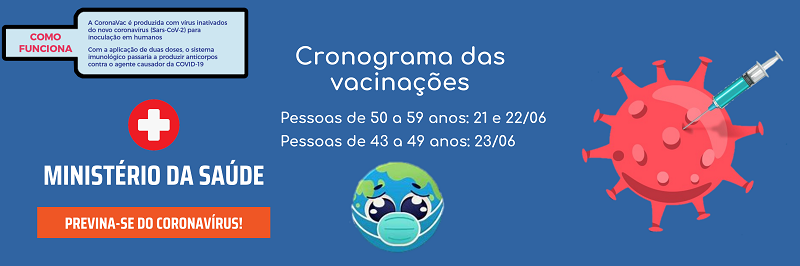 COMO
FUNCIONA
A CoronaVac é produzida com vírus inativados
do novo coronavírus (Sars-CoV-2) para
inoculação em humanos
Com a aplicação de duas doses, o sistema
imunológico passaria a produzir anticorpos
contra o agente causador da COVID-19
MINISTÉRIO DA SAÚDE
PREVINA-SE DO CORONAVÍRUS!
Cronograma das
vacinações
Pessoas de 50 a 59 anos: 21 e 22/06
Pessoas de 43 a 49 anos: 23/06